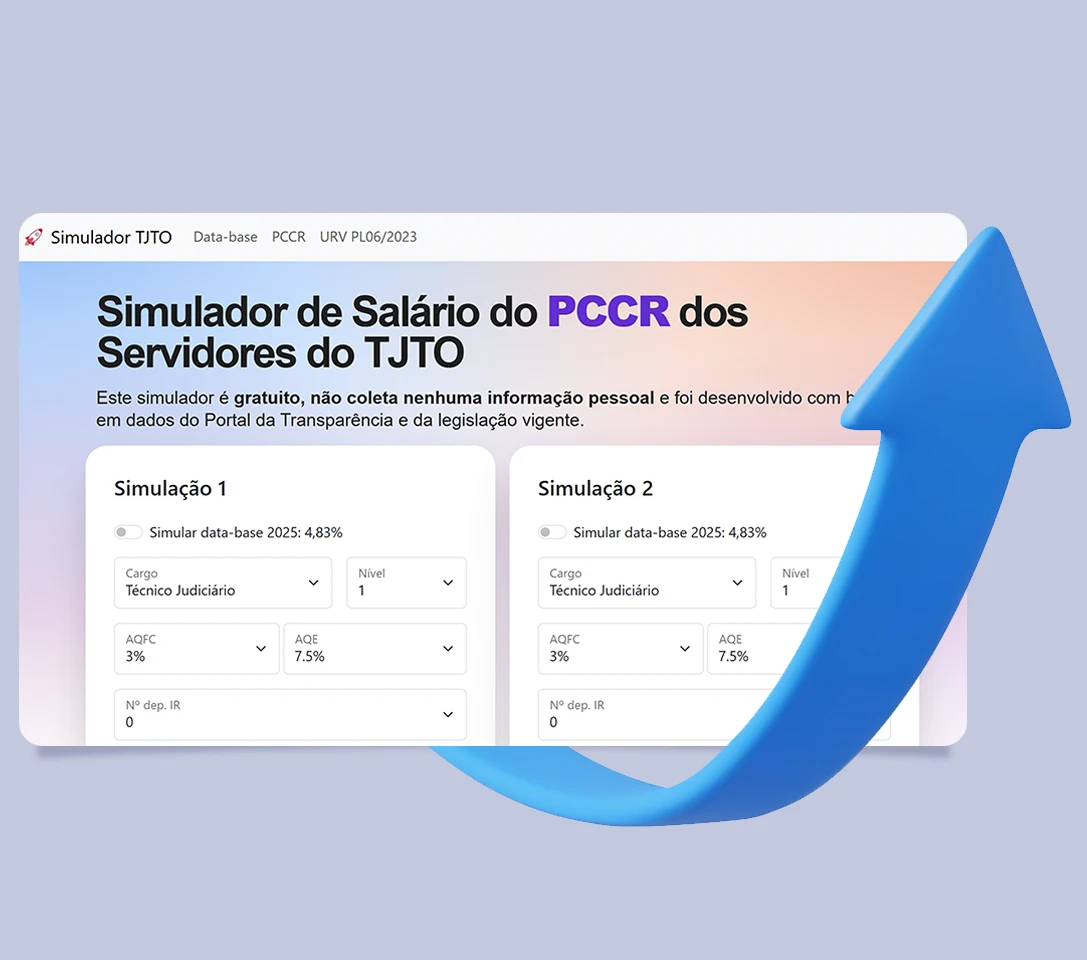 Simulador TJTO Data-base PCCR URV PL06/2023
Simulador de Salário do PCCR dos
Servidores do TJTO
Este simulador é gratuito, não coleta nenhuma informação pessoal e foi desenvolvido com
em dados do Portal da Transparência e da legislação vigente.
Simulação 1
Simular data-base 2025: 4,83%
Cargo
Técnico Judiciário
Nível
1
AQFC
3%
AQE
7.5%
Nº dep. IR
0
Simulação 2
Simular data-base 2025: 4,83%
Cargo
Técnico Judiciário
Nível
1
AQFC
3%
AQE
7.5%
Nº dep. IR
0